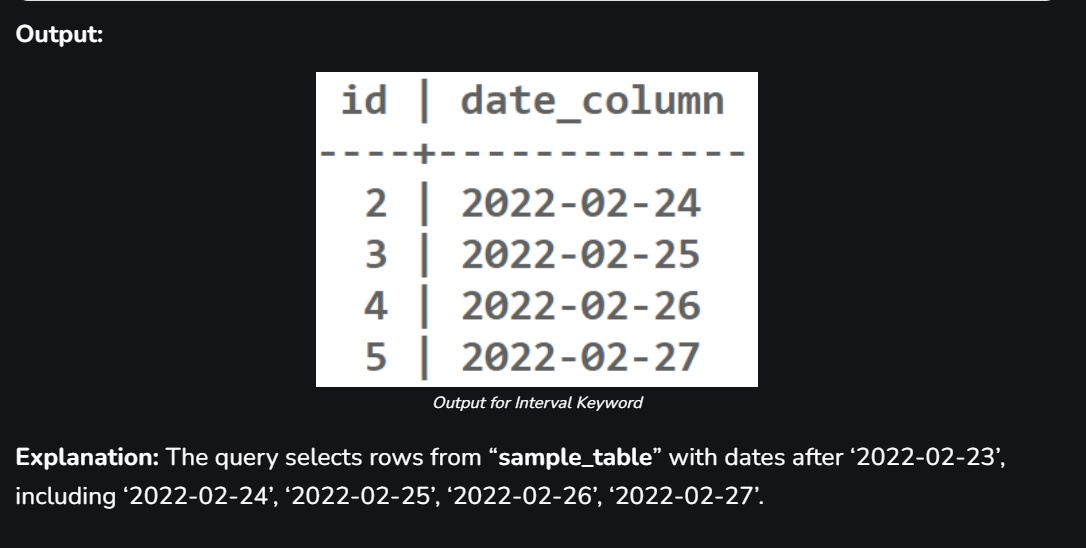 Output:
id | date_column
----+-------------
2 | 2022-02-24
3 | 2022-02-25
4 | 2022-02-26
5 | 2022-02-27
Output for Interval Keyword
Explanation: The query selects rows from “sample_table” with dates after ‘2022-02-23’,
including ‘2022-02-24’, ‘2022-02-25’, ‘2022-02-26’, ‘2022-02-27’.